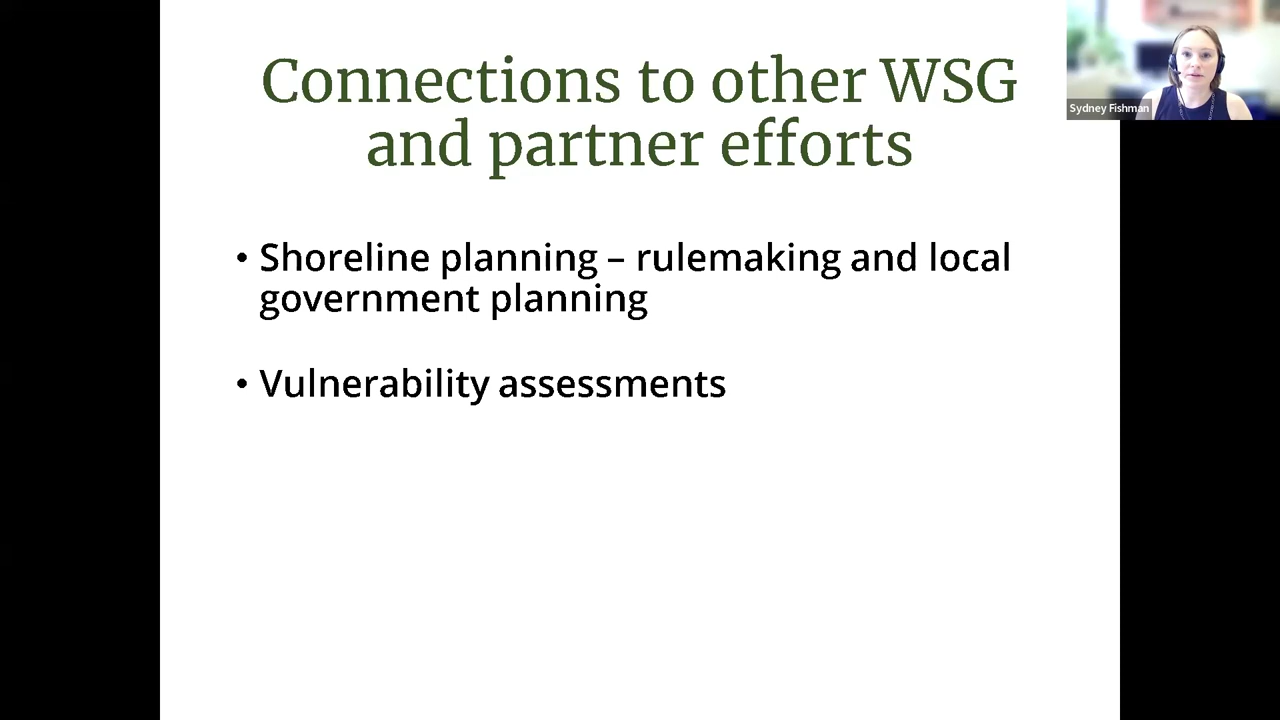 Connections to other WSG
and partner efforts
Sydney Fishman
• Shoreline planning – rulemaking and local
government planning
• Vulnerability assessments